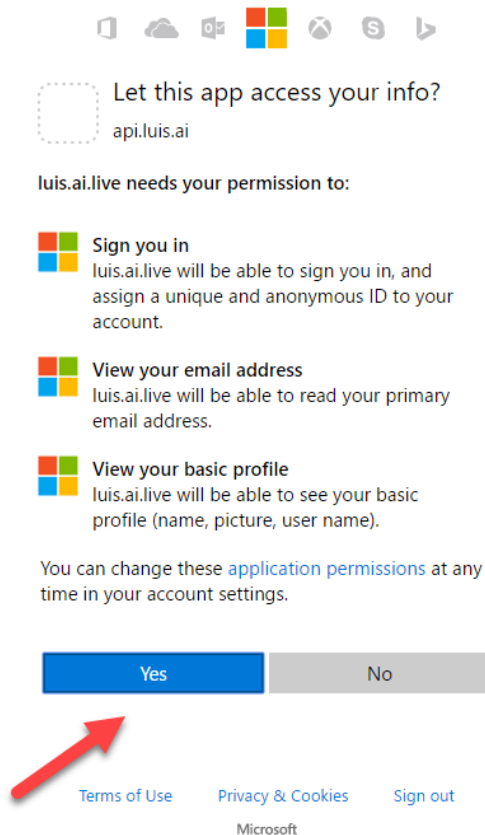 Let this app access your info?
api.luis.ai
luis.ai.live needs your permission to:
Sign you in
luis.ai.live will be able to sign you in, and
assign a unique and anonymous ID to your
account.
View your email address
luis.ai.live will be able to read your primary
email address.
View your basic profile
luis.ai.live will be able to see your basic
profile (name, picture, user name).
You can change these application permissions at any
time in your account settings.
Yes No
Terms of Use Privacy & Cookies Sign out
Microsoft